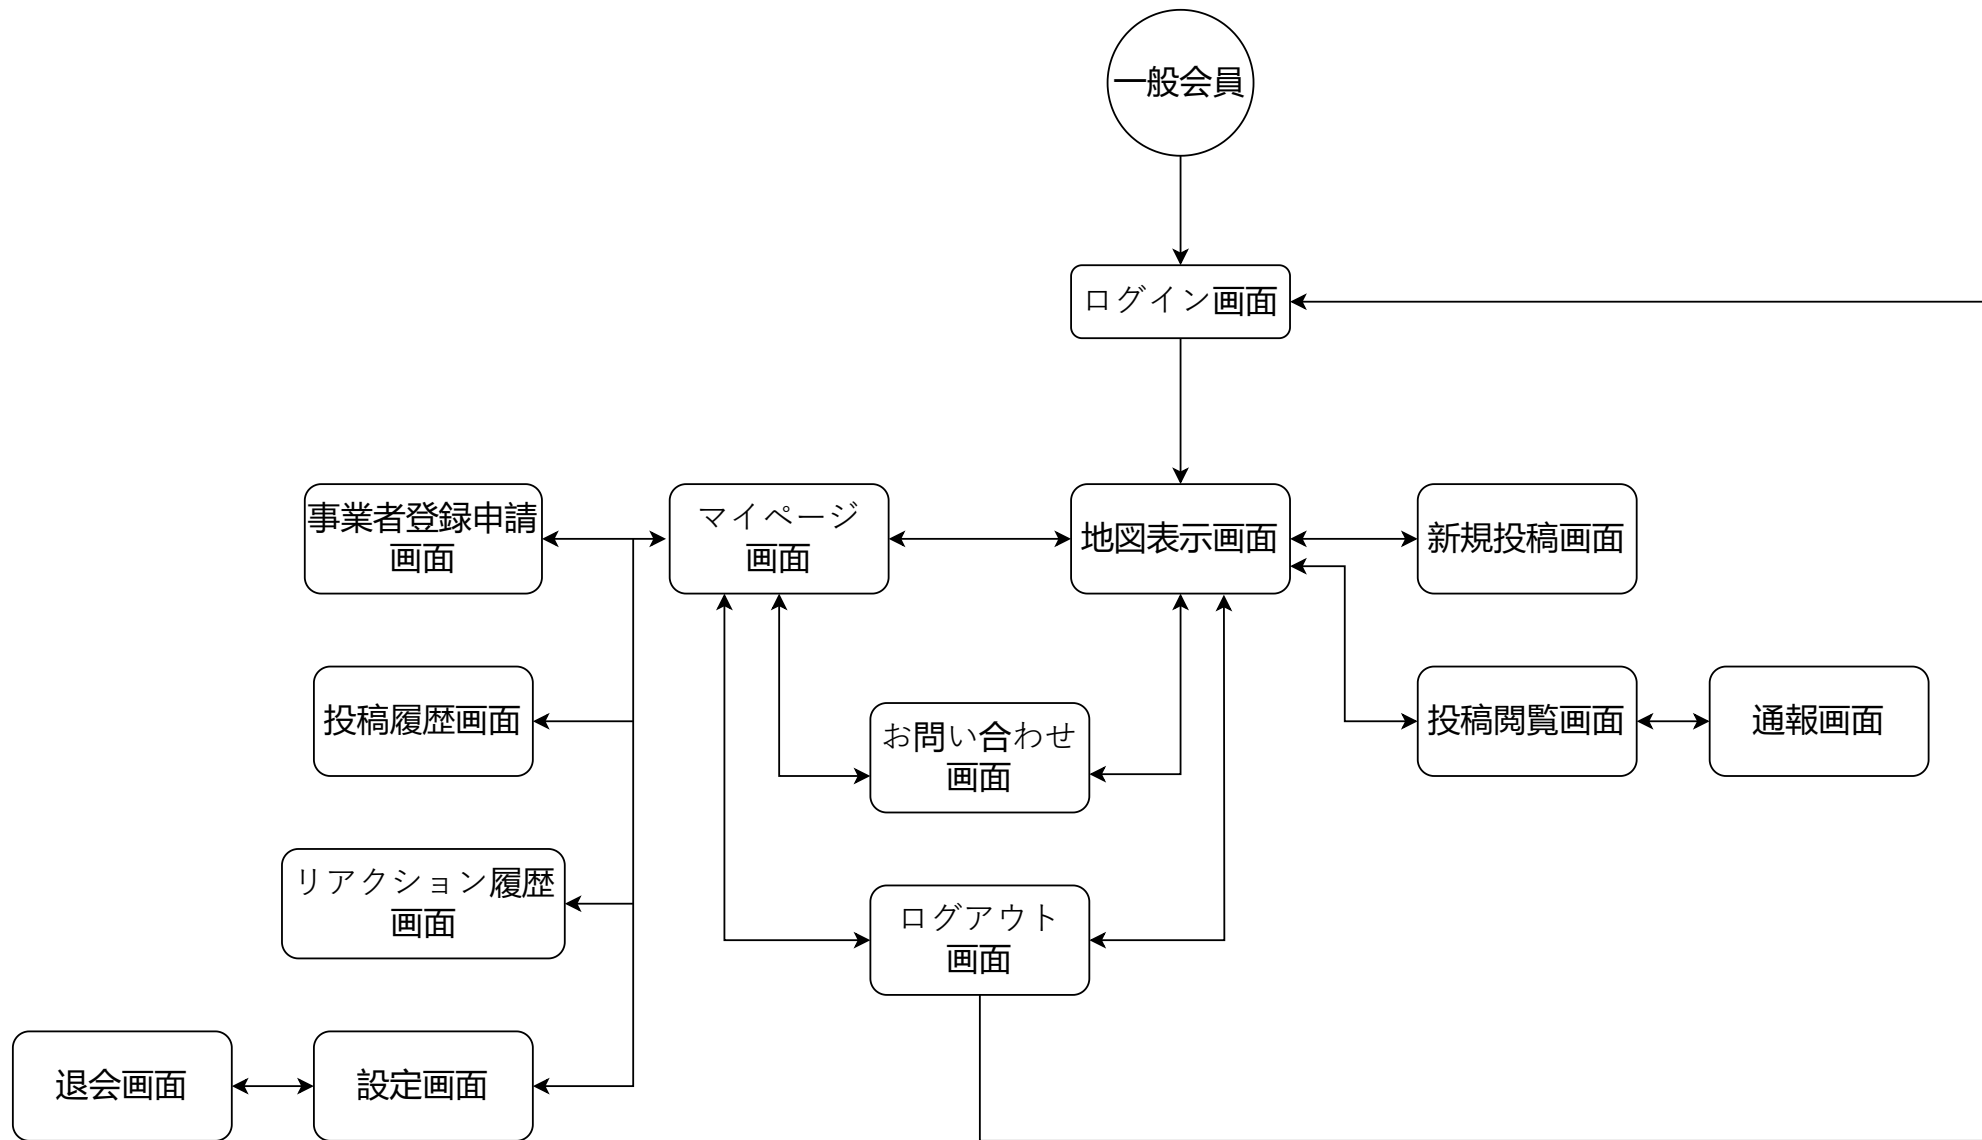 一般会員
ログイン画面
事業者登録申請
画面
マイページ
画面
地図表示画面
新規投稿画面
投稿履歴画面
お問い合わせ
画面
投稿閲覧画面
通報画面
リアクション履歴
画面
ログアウト
画面
退会画面
設定画面